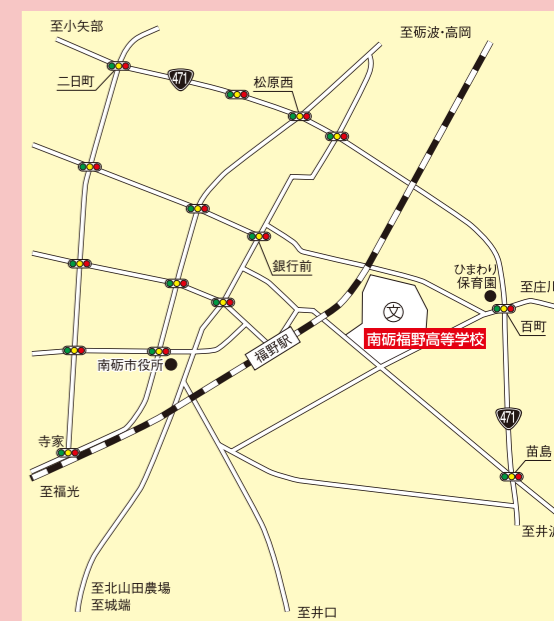 至小矢部
至砺波・高岡
二日町
471
松原西
銀行前
ひまわり
保育園
至庄川
文
百町
南砺福野高等学校
福野駅
南砺市役所
471
寺家
苗島
至福光
至井波
至北山田農場
至城端
至井口